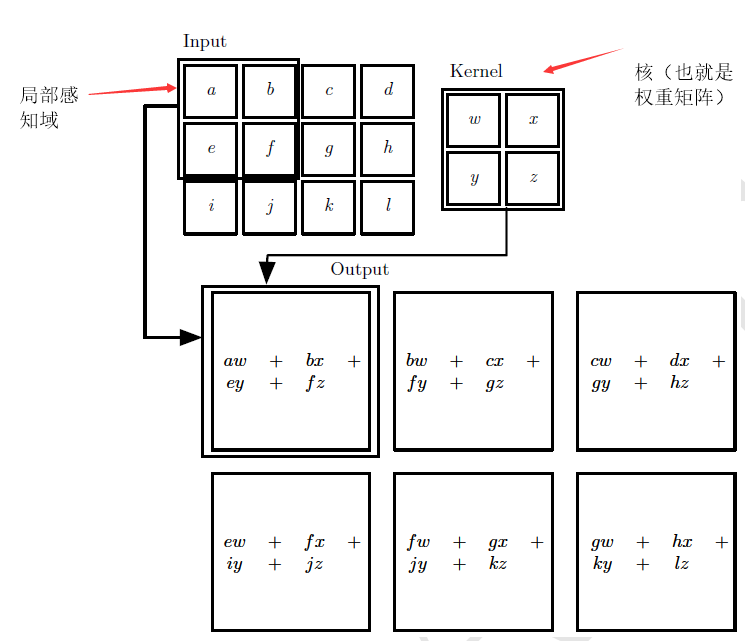 Input
Kernel
核（也就是
权重矩阵）
局部感
知域
a b c d
e f g h
i j k l
w x
y z
Output
aw + bx +
ey + fz
bw + cx +
fy + gz
cw + dx +
gy + hz
ew + fx +
iy + jz
fw + gx +
jy + kz
gw + hx +
ky + lz